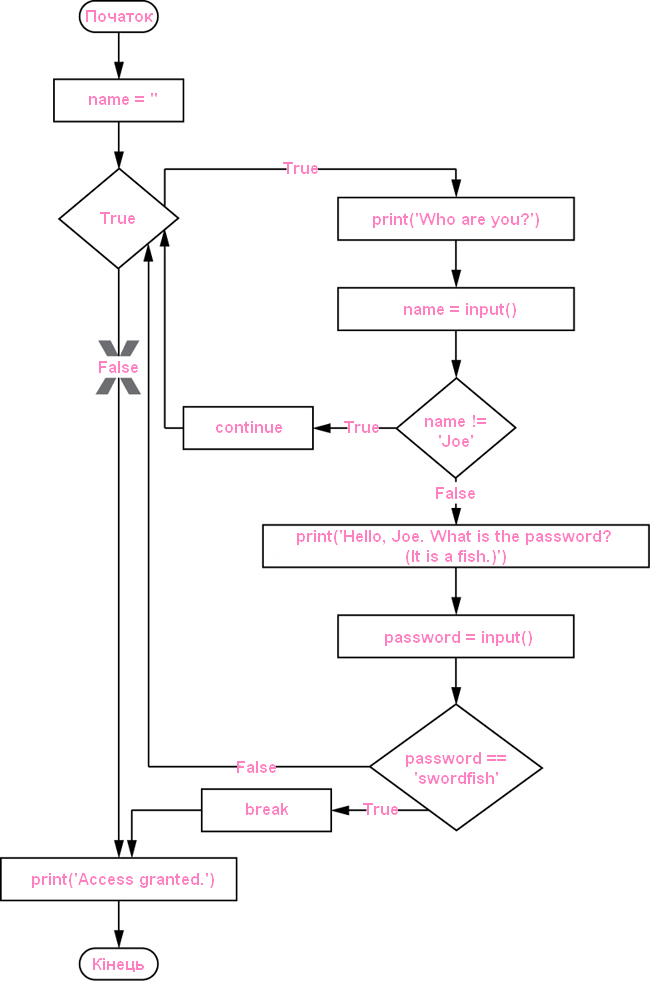 Початок
name = ''
True
True
print('Who are you?')
name = input()
False
name !=
'Joe'
True
continue
False
print('Hello, Joe. What is the password?
(It is a fish.)')
password = input()
password ==
'swordfish'
False
True
break
print('Access granted.')
Кінець